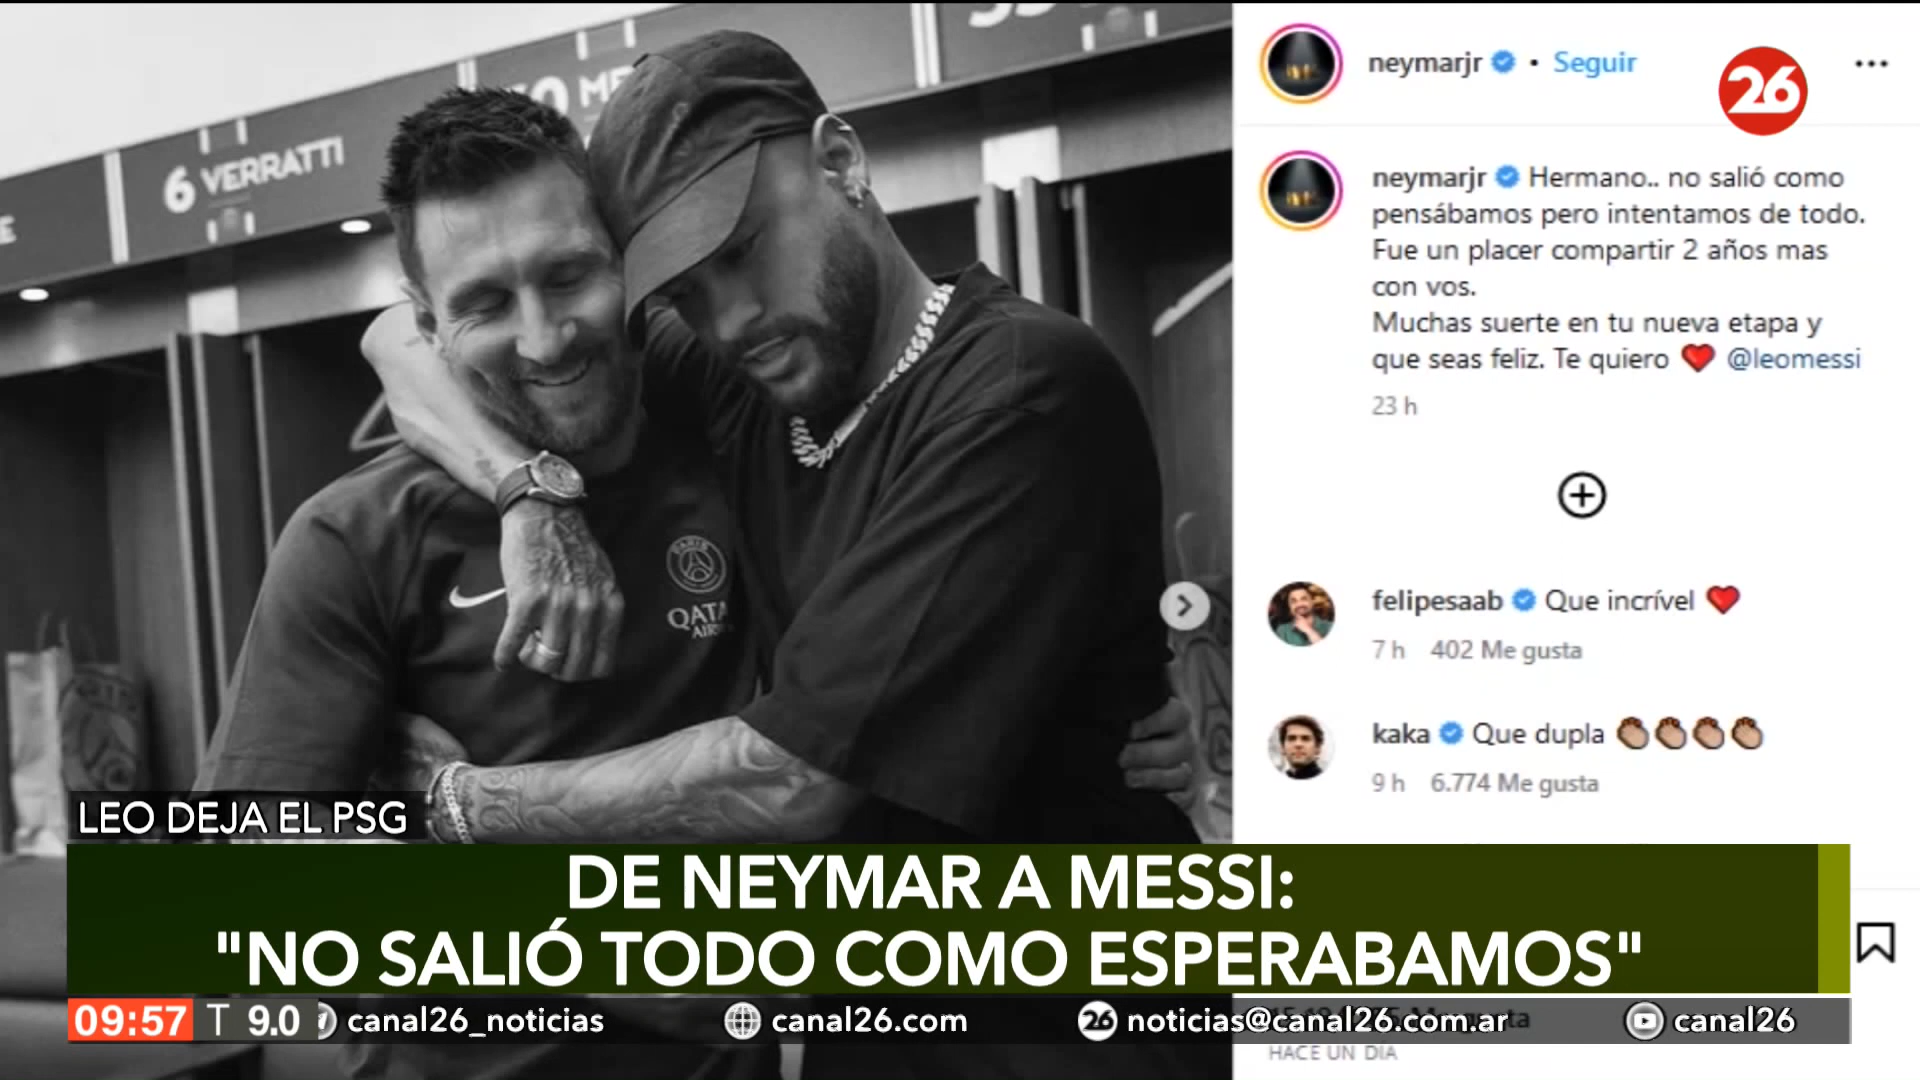 6 VERRATTI
neymarjr • Seguir
26
neymarjr Hermano.. no salió como
pensábamos pero intentamos de todo.
Fue un placer compartir 2 años mas
con vos.
Muchas suerte en tu nueva etapa y
que seas feliz. Te quiero ❤️ @leomessi
23 h
PARIS
QATAR
felipesaab Que incrível ❤️
7 h 402 Me gusta
kaka Que dupla 👏👏👏👏
9 h 6.774 Me gusta
LEO DEJA EL PSG
DE NEYMAR A MESSI:
"NO SALIÓ TODO COMO ESPERABAMOS"
09:57 T 9.0 canal26_noticias canal26.com 26 noticias@canal26.com.ar canal26
HACE UN DÍA